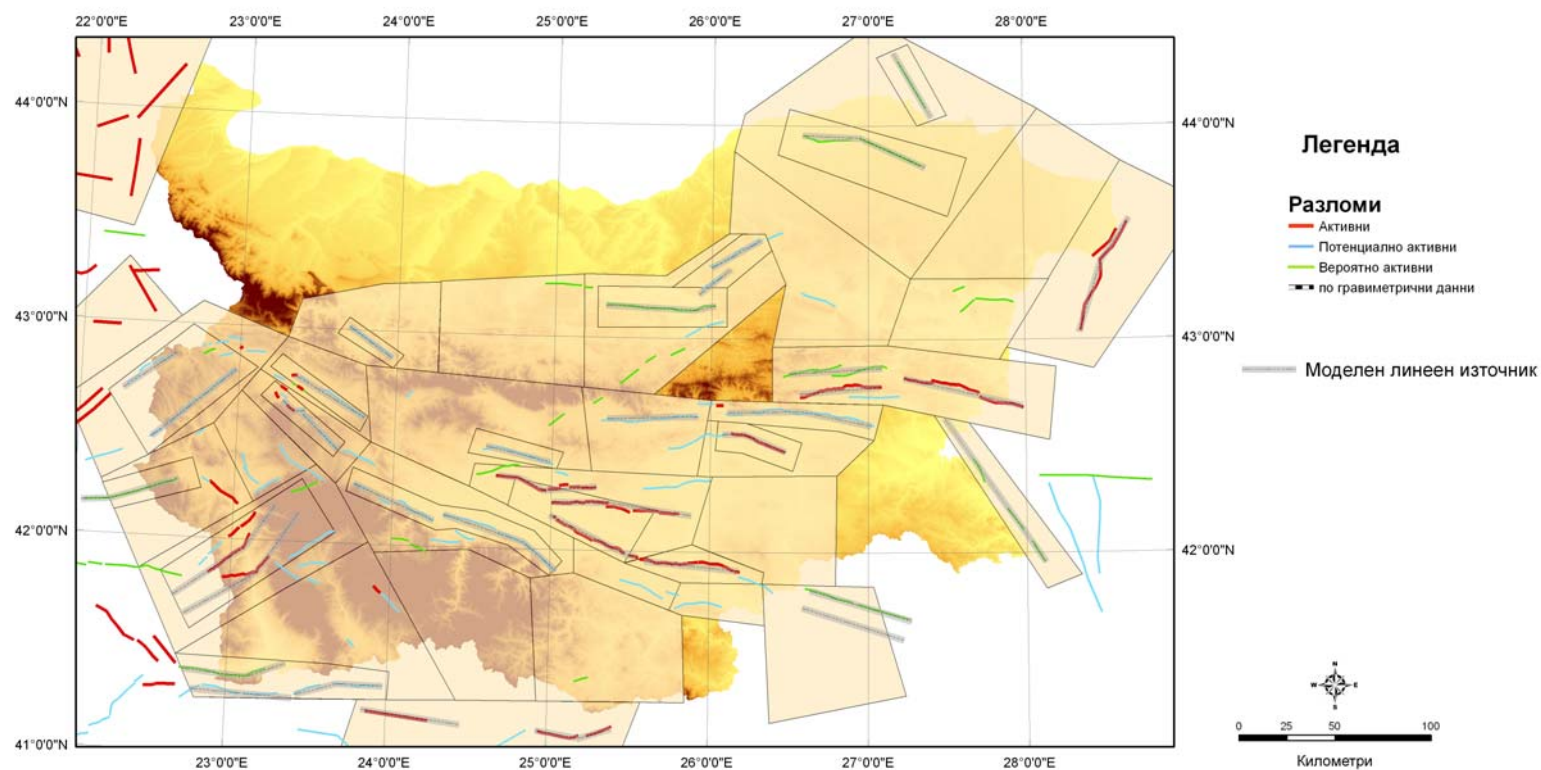 22°0'0"E 23°0'0"E 24°0'0"E 25°0'0"E 26°0'0"E 27°0'0"E 28°0'0"E
44°0'0"N
44°0'0"N
43°0'0"N
43°0'0"N
42°0'0"N
42°0'0"N
41°0'0"N
23°0'0"E 24°0'0"E 25°0'0"E 26°0'0"E 27°0'0"E 28°0'0"E
Легенда
Разломи
Активни
Потенциално активни
Вероятно активни
по гравиметрични данни
Моделен линеен източник
N
W E
S
0 25 50 100
Километри